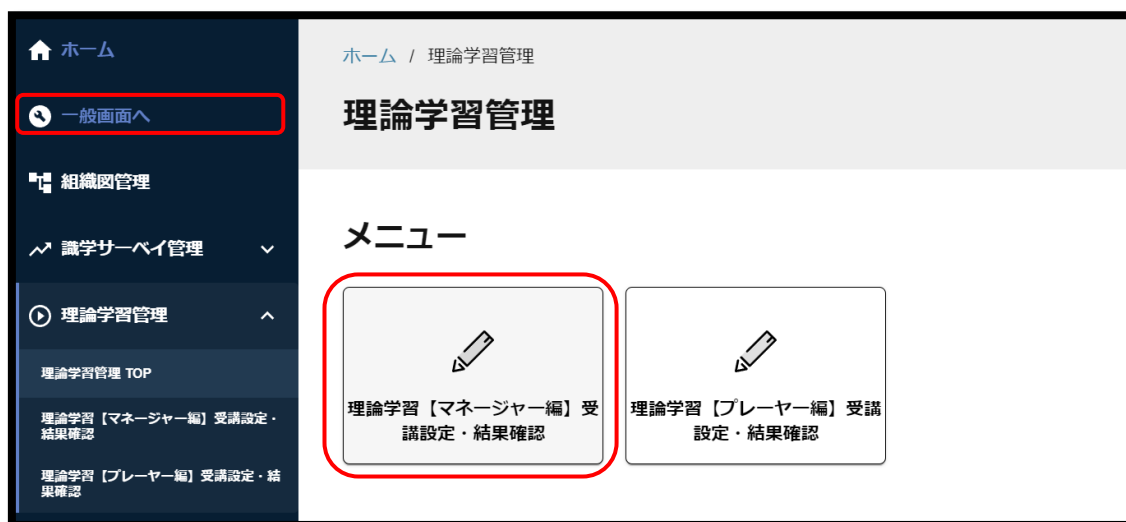 ホーム
一般画面へ
組織図管理
識学サーベイ管理
理論学習管理
理論学習管理 TOP
理論学習【マネージャー編】受講設定・
結果確認
理論学習【プレーヤー編】受講設定・結
果確認
ホーム / 理論学習管理
理論学習管理
メニュー
理論学習【マネージャー編】受
講設定・結果確認
理論学習【プレーヤー編】受講
設定・結果確認